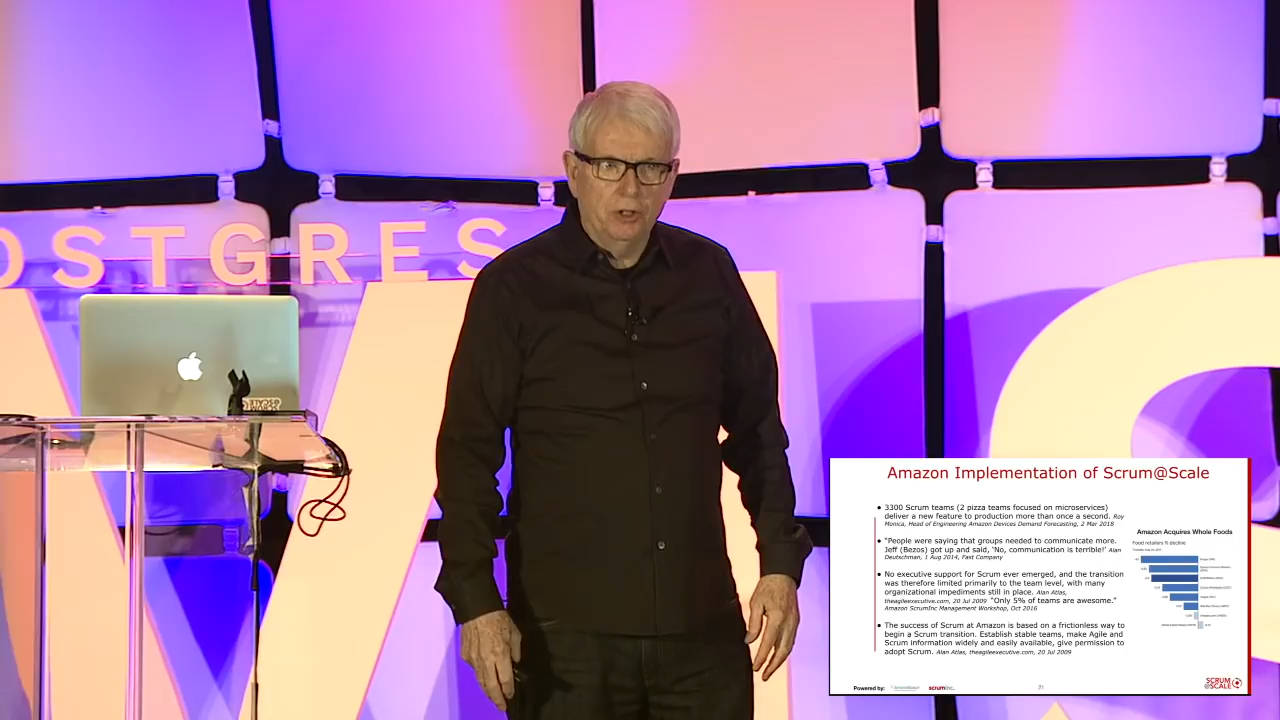 OSTGRES
V S
Amazon Implementation of Scrum@Scale
• 3300 Scrum teams (2 pizza teams focused on microservices)
deliver a new feature to production more than once a second. Roy
Monica, Head of Engineering Amazon Devices Demand Forecasting, 2 Mar 2018
• "People were saying that groups needed to communicate more.
Jeff (Bezos) got up and said, 'No, communication is terrible!' Alan
Deutschman, 1 Aug 2014, Fast Company
• No executive support for Scrum ever emerged, and the transition
was therefore limited primarily to the team level, with many
organizational impediments still in place. Alan Atlas,
theagileexecutive.com, 20 Jul 2009 "Only 5% of teams are awesome."
Amazon ScrumInc Management Workshop, Oct 2016
• The success of Scrum at Amazon is based on a frictionless way to
begin a Scrum transition. Establish stable teams, make Agile and
Scrum information widely and easily available, give permission to
adopt Scrum. Alan Atlas, theagileexecutive.com, 20 Jul 2009
Amazon Acquires Whole Foods
Food retailers % decline
Powered by:
scruminc.
71
SCRUM
@SCALE